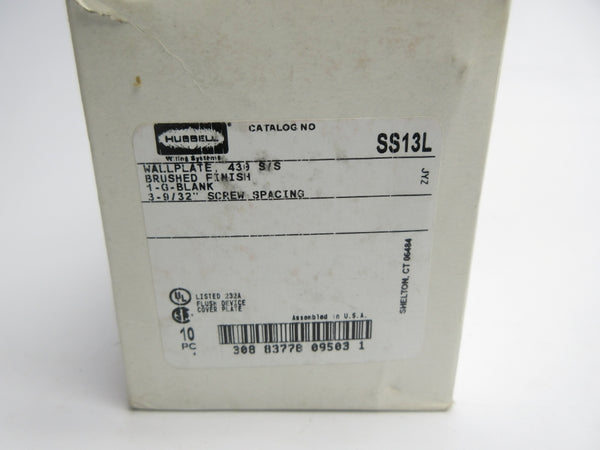 HUBBELL
®
Wiring Systems
CATALOG NO
SS13L
WALLPLATE, 430 S/S
BRUSHED FINISH
1-G-BLANK
3-9/32" SCREW SPACING
JYZ
SHELTON, CT 06484
UL
LISTED 232A
FLUSH DEVICE
COVER PLATE
Assembled in U.S.A.
10
PC
308 83778 09503 1